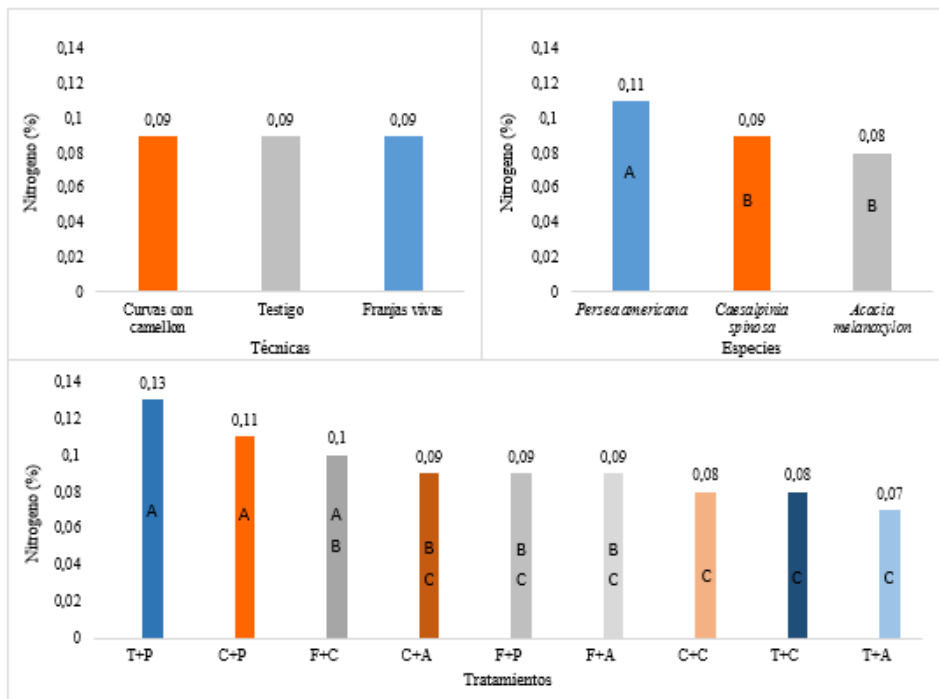 Nitrogeno (%)
0,14
0,12
0,1
0,08
0,06
0,04
0,02
0
0,09
0,09
0,09
Curvas con
camellon
Testigo
Franjas vivas
Técnicas
Nitrogeno (%)
0,14
0,12
0,1
0,08
0,06
0,04
0,02
0
0,11
0,09
0,08
A
B
B
Persea americana
Caesalpinia
spinosa
Acacia
melanoxylon
Especies
Nitrogeno (%)
0,14
0,12
0,1
0,08
0,06
0,04
0,02
0
0,13
0,11
0,1
0,09
0,09
0,09
0,08
0,08
0,07
A
A
A
B
B
C
B
C
B
C
C
C
C
T+P
C+P
F+C
C+A
F+P
F+A
C+C
T+C
T+A
Tratamientos